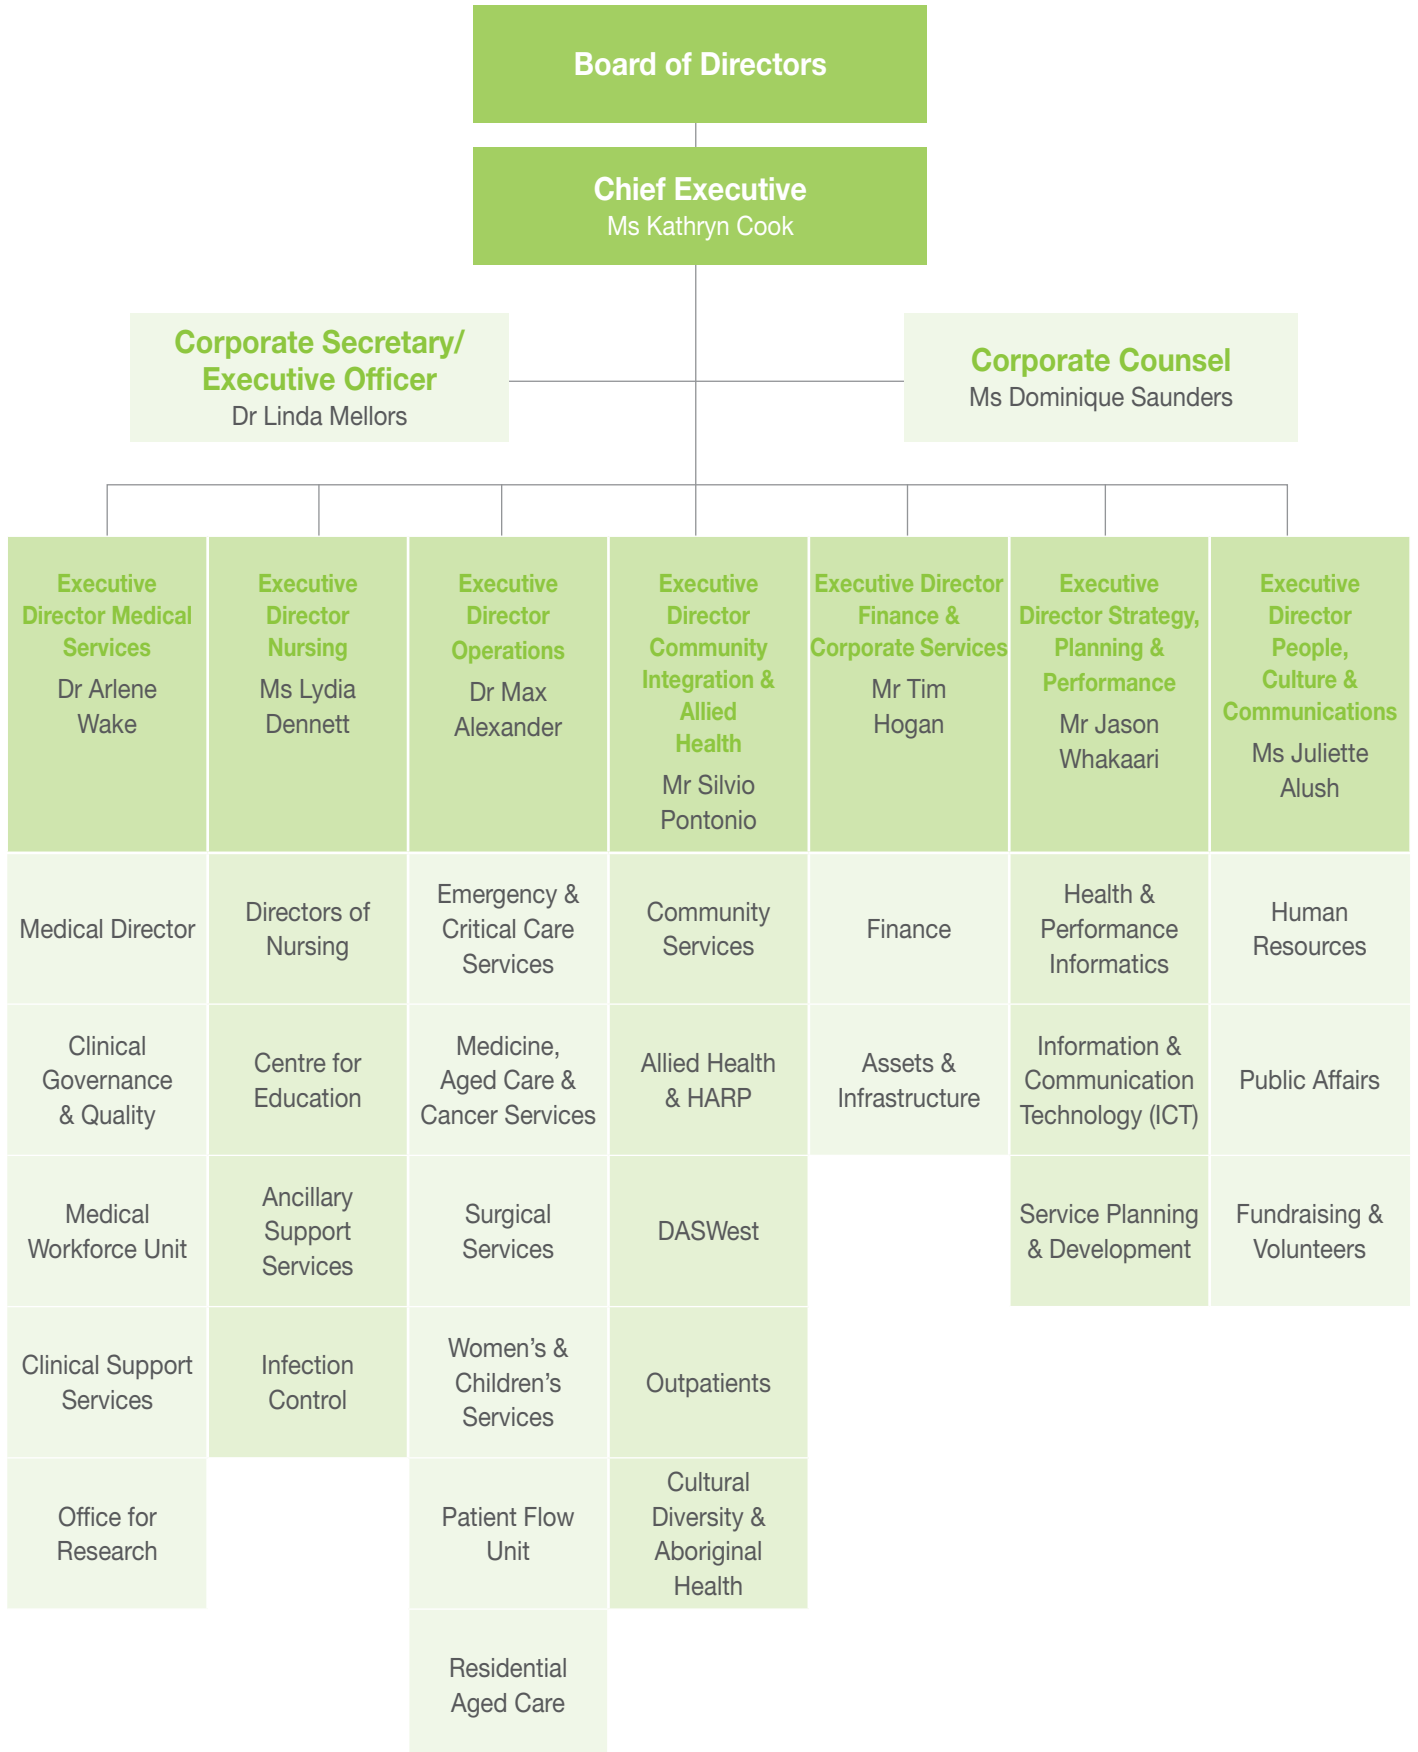 Board of Directors
Chief Executive
Ms Kathryn Cook
Corporate Secretary/
Executive Officer
Dr Linda Mellors
Corporate Counsel
Ms Dominique Saunders
Executive
Director Medical
Services
Dr Arlene
Wake
Executive
Director
Nursing
Ms Lydia
Dennett
Executive
Director
Operations
Dr Max
Alexander
Executive
Director
Community
Integration &
Allied
Health
Mr Silvio
Pontonio
Executive Director
Finance &
Corporate Services
Mr Tim
Hogan
Executive
Director Strategy,
Planning &
Performance
Mr Jason
Whakaari
Executive
Director
People,
Culture &
Communications
Ms Juliette
Alush
Medical Director
Directors of
Nursing
Emergency &
Critical Care
Services
Community
Services
Finance
Health &
Performance
Informatics
Human
Resources
Clinical
Governance
& Quality
Centre for
Education
Medicine,
Aged Care &
Cancer Services
Allied Health
& HARP
Assets &
Infrastructure
Information &
Communication
Technology (ICT)
Public Affairs
Medical
Workforce Unit
Ancillary
Support
Services
Surgical
Services
DASWest
Service Planning
& Development
Fundraising &
Volunteers
Clinical Support
Services
Infection
Control
Women’s &
Children’s
Services
Outpatients
Office for
Research
Patient Flow
Unit
Cultural
Diversity &
Aboriginal
Health
Residential
Aged Care